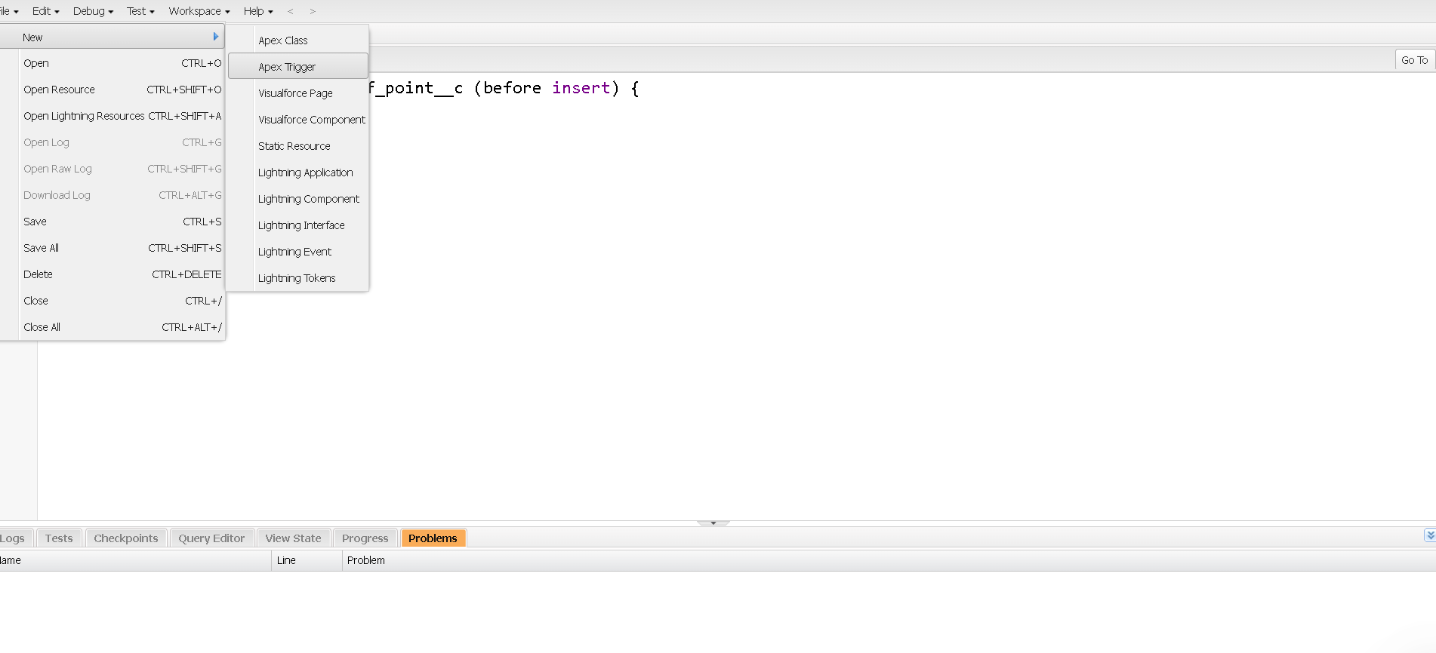 File Edit Debug Test Workspace Help < >
New
Open CTRL+O
Open Resource CTRL+SHIFT+O
Open Lightning Resources CTRL+SHIFT+A
Open Log CTRL+G
Open Raw Log CTRL+SHIFT+G
Download Log CTRL+ALT+G
Save CTRL+S
Save All CTRL+SHIFT+S
Delete CTRL+DELETE
Close CTRL+/
Close All CTRL+ALT+/
Apex Class
Apex Trigger
Visualforce Page
Visualforce Component
Static Resource
Lightning Application
Lightning Component
Lightning Interface
Lightning Event
Lightning Tokens
Go To
f_point__c (before insert) {
Logs Tests Checkpoints Query Editor View State Progress Problems
Name Line Problem